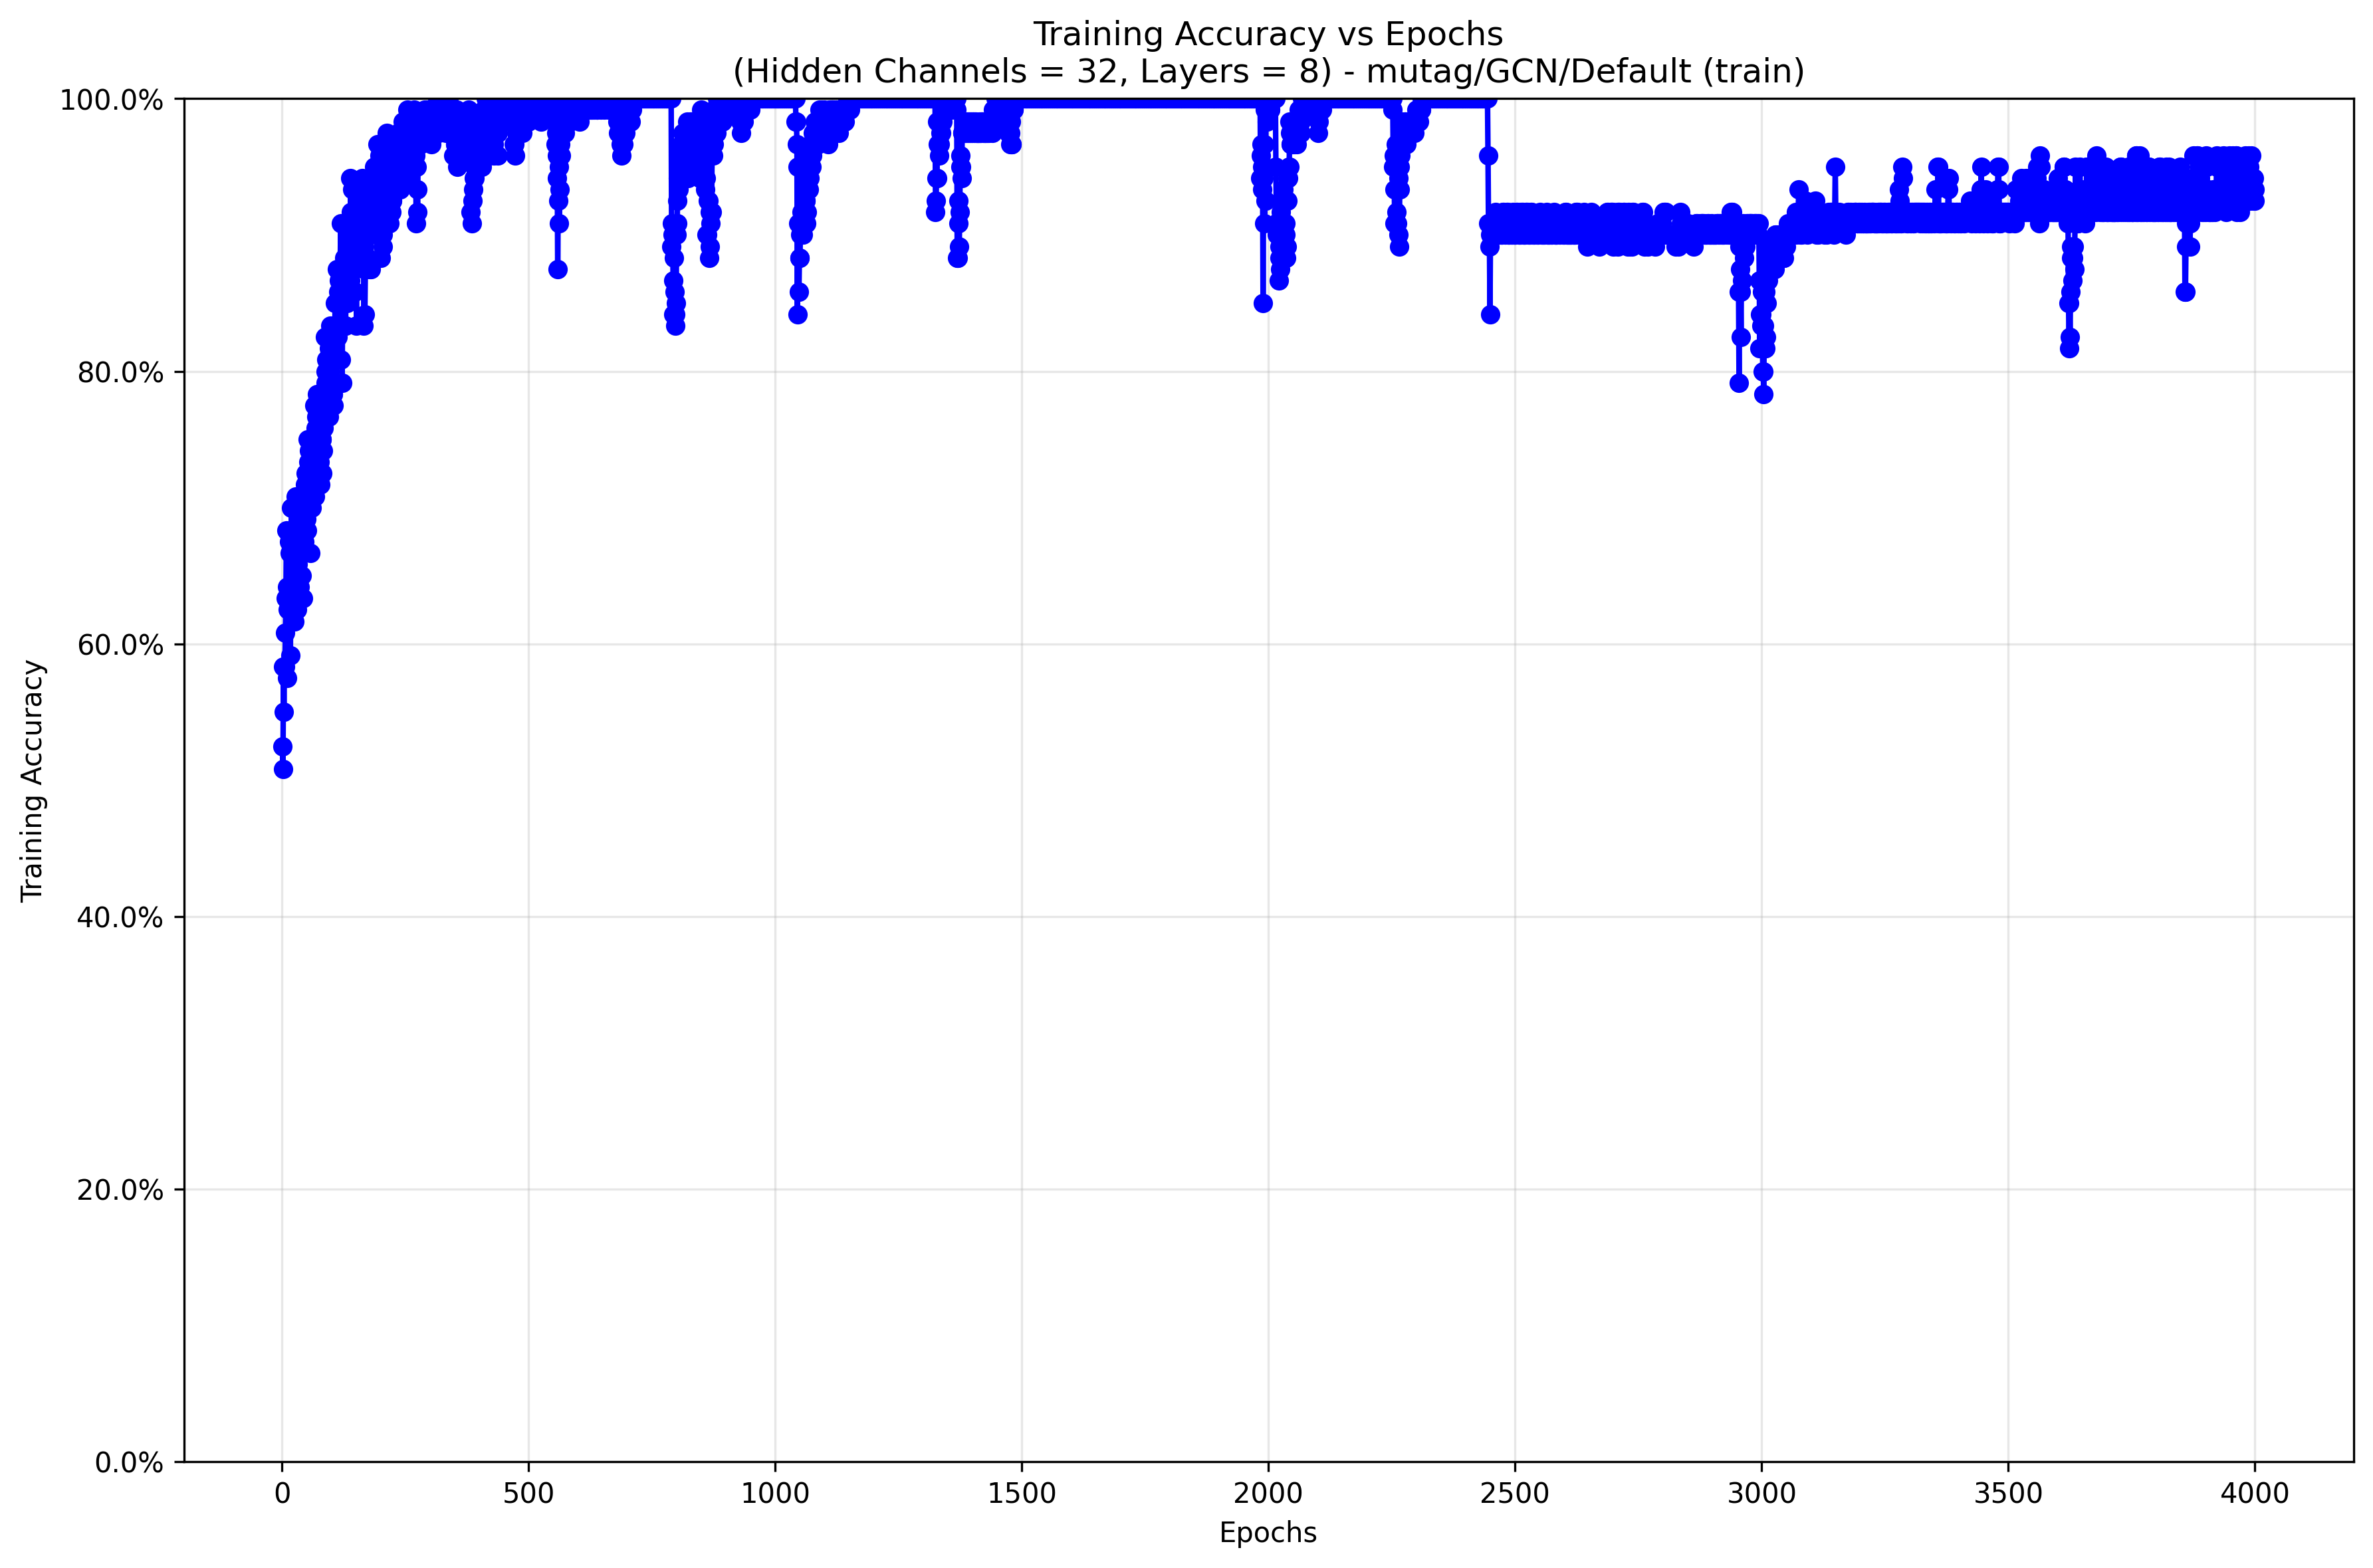 Training Accuracy vs Epochs
(Hidden Channels = 32, Layers = 8) - mutag/GCN/Default (train)
Training Accuracy
100.0%
80.0%
60.0%
40.0%
20.0%
0.0%
0 500 1000 1500 2000 2500 3000 3500 4000
Epochs